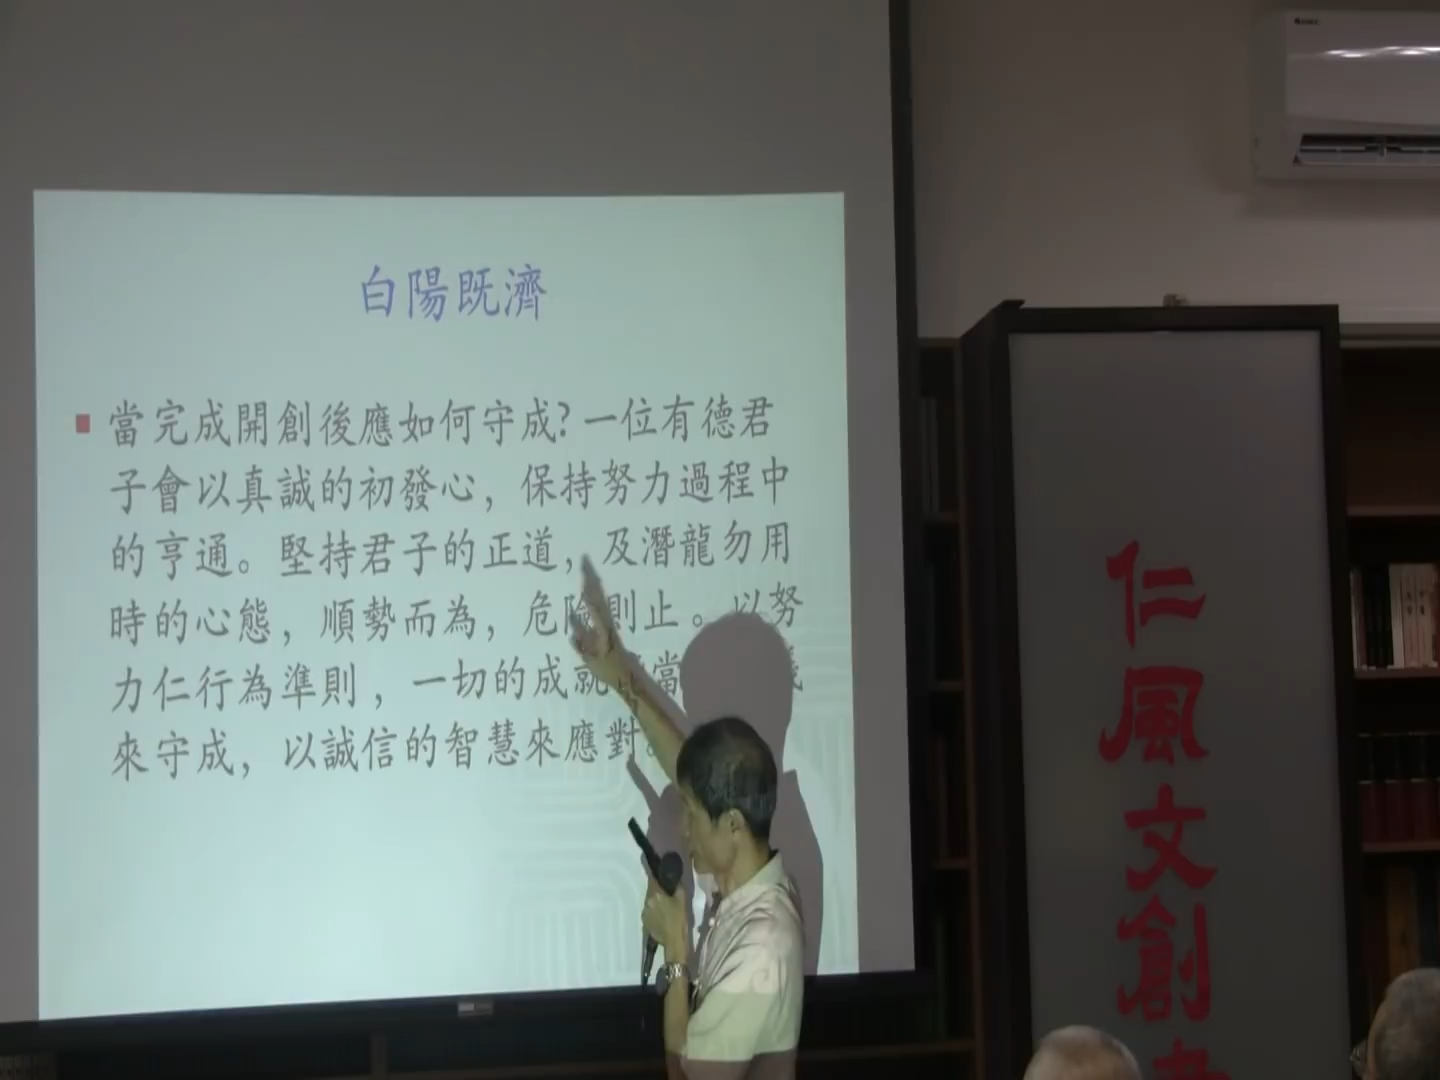 白陽既濟
當完成開創後應如何守成?一位有德君
子會以真誠的初發心，保持努力過程中
的亨通。堅持君子的正道，及潛龍勿用
時的心態，順勢而為，危險則止。以努
力仁行為準則，一切的成就 當
來守成，以誠信的智慧來應對。
仁風文創